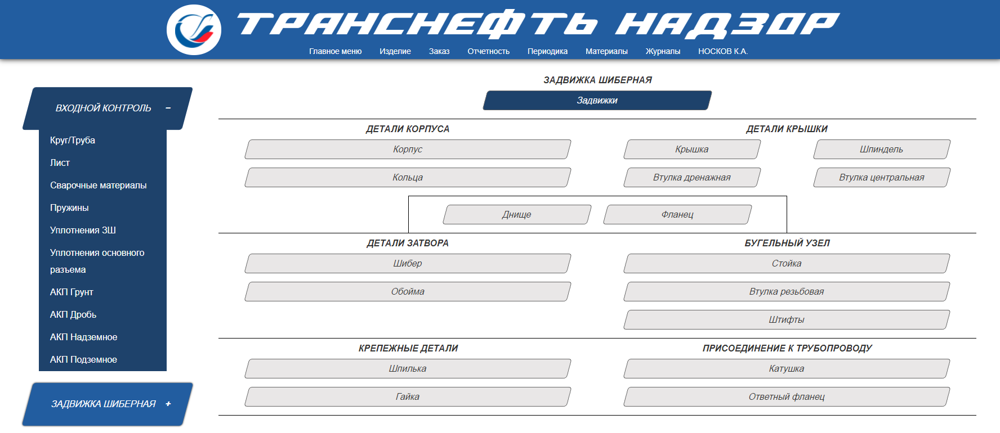 ТРАНСНЕФТЬ НАДЗОР
Главное меню Изделие Заказ Отчетность Периодика Материалы Журналы НОСКОВ К.А.
ВХОДНОЙ КОНТРОЛЬ –
Круг/Труба
Лист
Сварочные материалы
Пружины
Уплотнения ЗШ
Уплотнения основного
разъема
АКП Грунт
АКП Дробь
АКП Надземное
АКП Подземное
ЗАДВИЖКА ШИБЕРНАЯ +
ЗАДВИЖКА ШИБЕРНАЯ
Задвижки
ДЕТАЛИ КОРПУСА
Корпус
Кольца
ДЕТАЛИ КРЫШКИ
Крышка Шпиндель
Втулка дренажная Втулка центральная
Днище Фланец
ДЕТАЛИ ЗАТВОРА
Шибер
Обойма
БУГЕЛЬНЫЙ УЗЕЛ
Стойка
Втулка резьбовая
Штифты
КРЕПЕЖНЫЕ ДЕТАЛИ
Шпилька
Гайка
ПРИСОЕДИНЕНИЕ К ТРУБОПРОВОДУ
Катушка
Ответный фланец